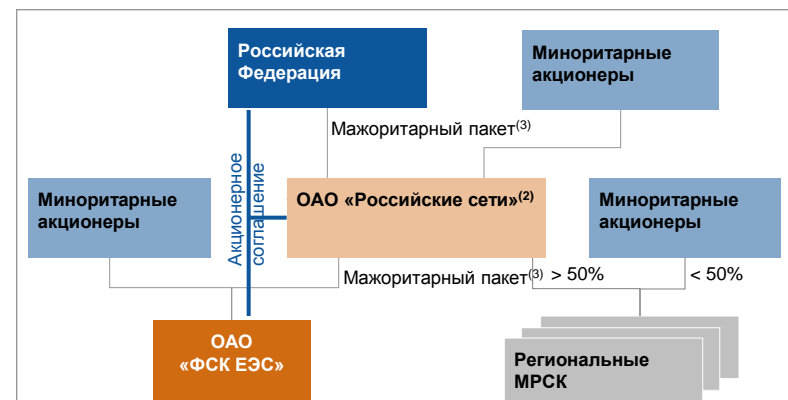 Российская
Федерация
Миноритарные
акционеры
Мажоритарный пакет(3)
Акционерное
соглашение
Миноритарные
акционеры
ОАО «Российские сети»(2)
Миноритарные
акционеры
Мажоритарный пакет(3) > 50%
< 50%
ОАО
«ФСК ЕЭС»
Региональные
МРСК